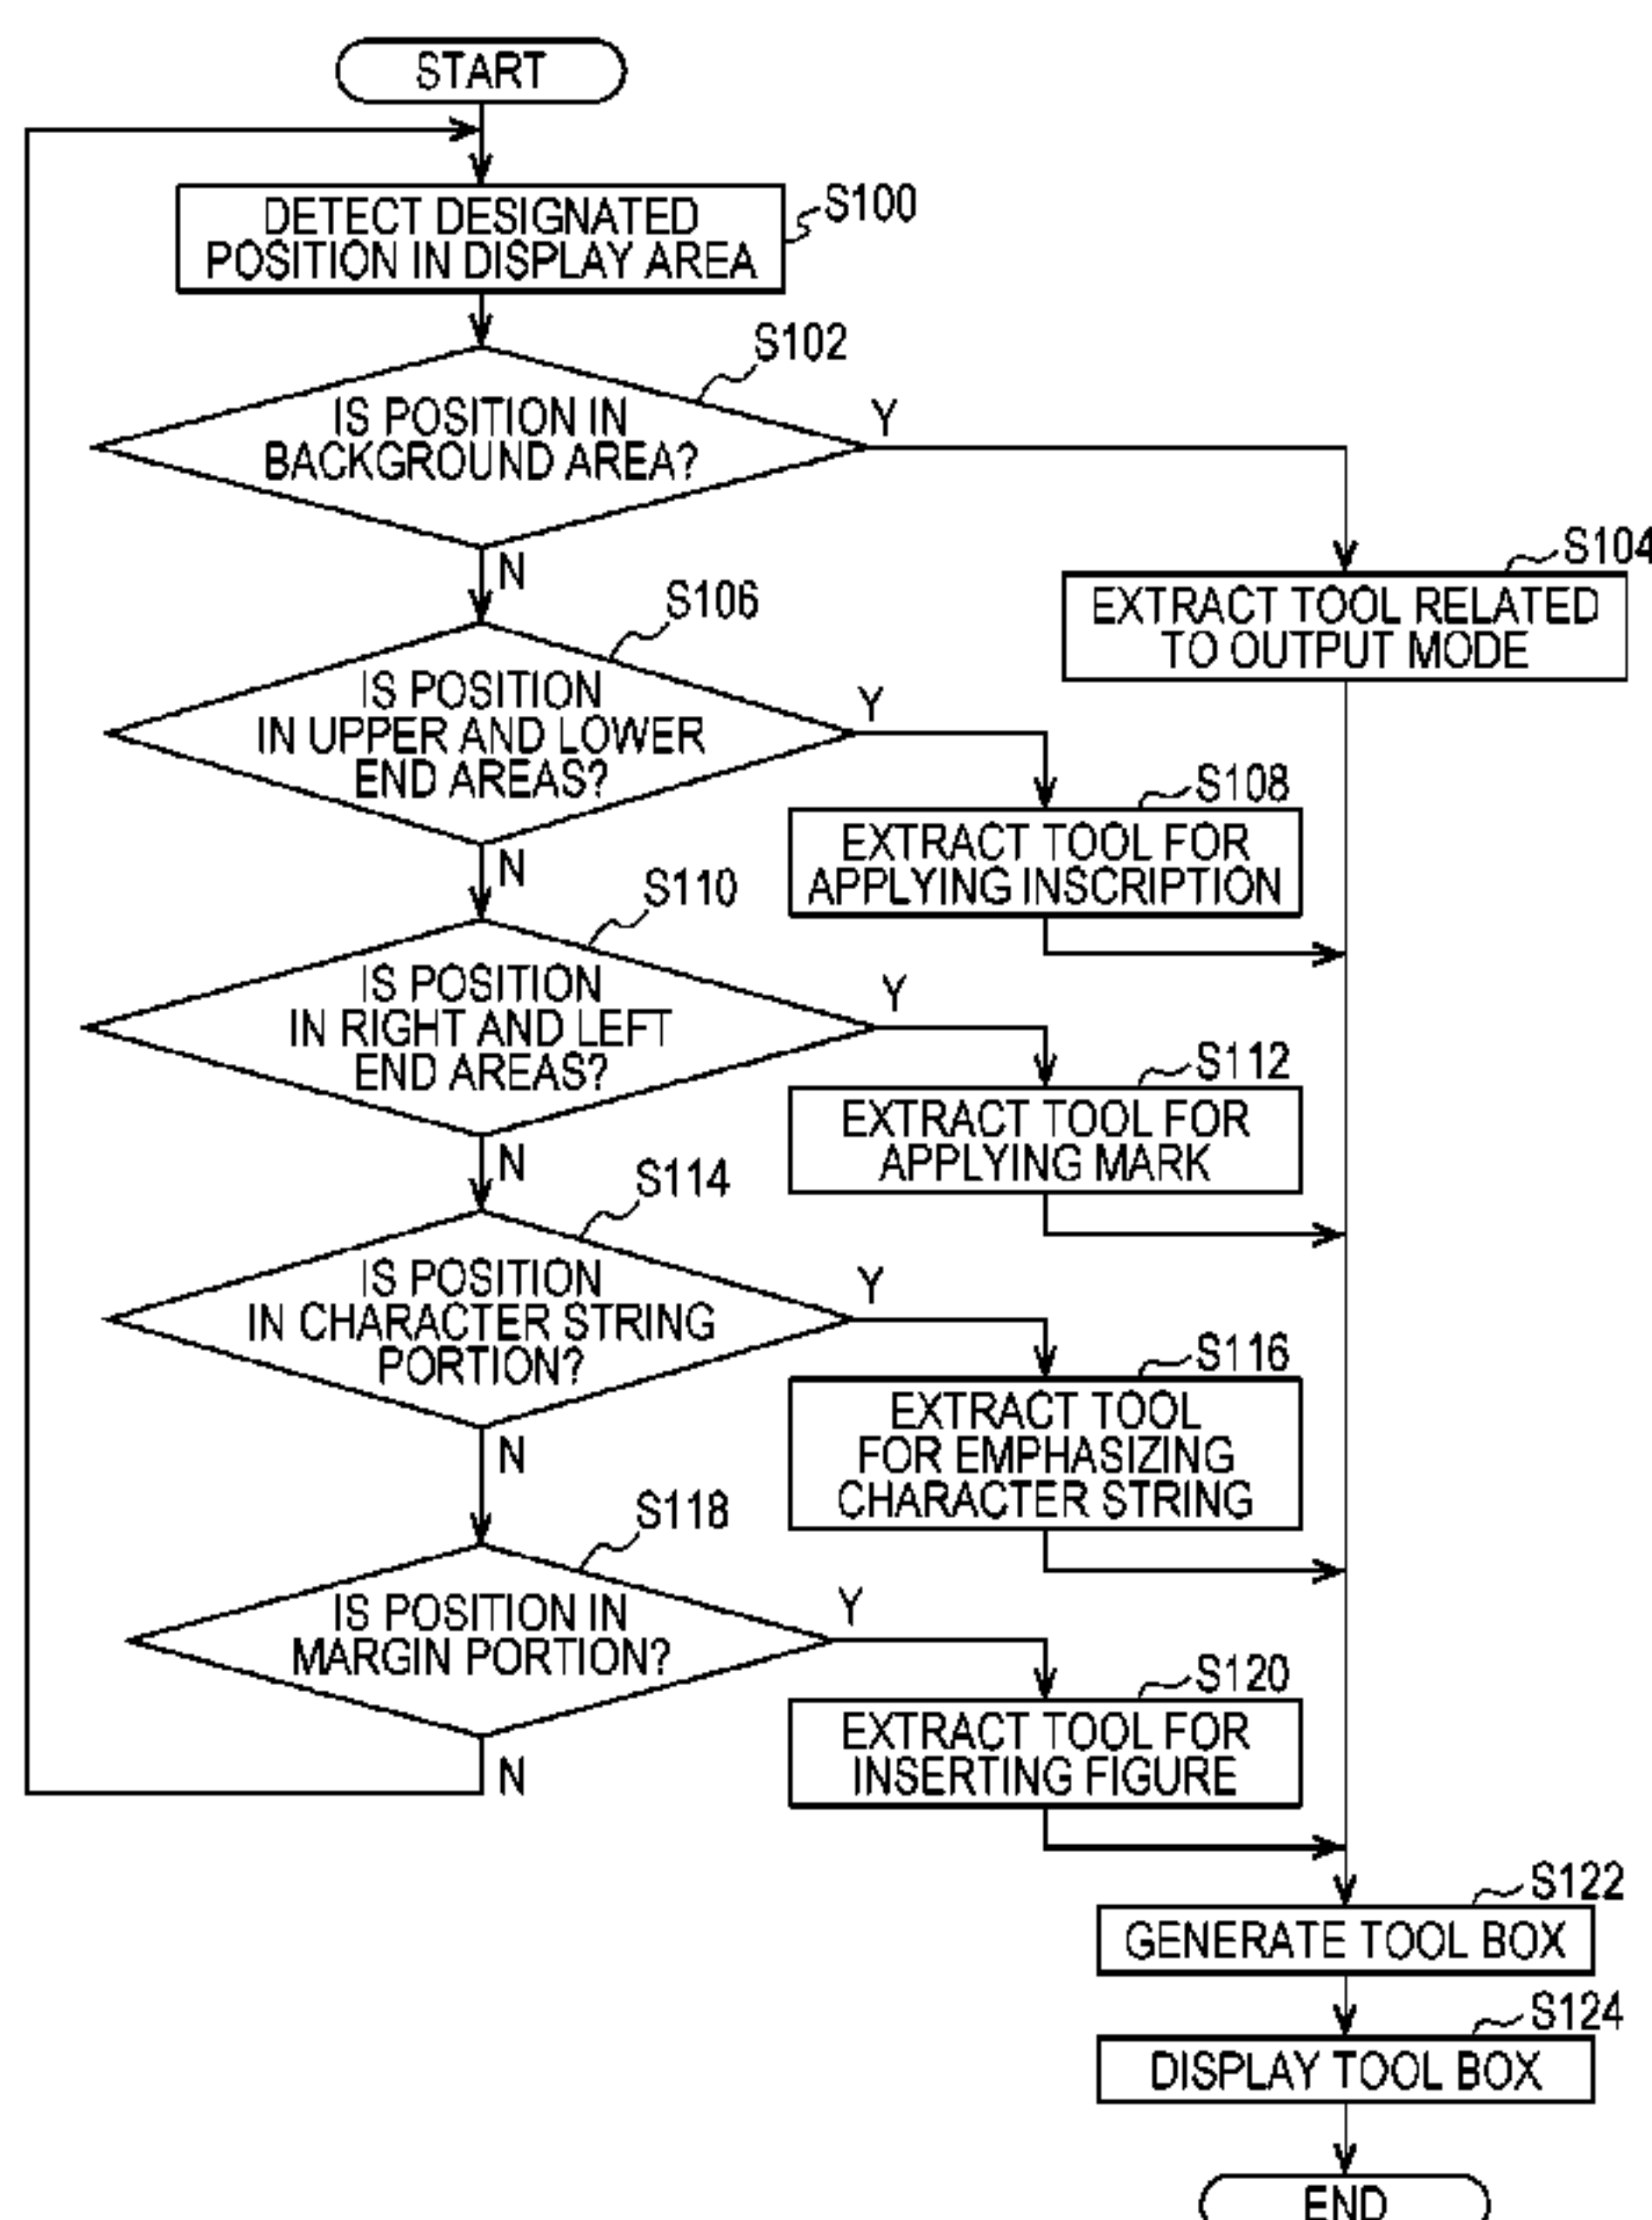 START
DETECT DESIGNATED
POSITION IN DISPLAY AREA
S100
S102
IS POSITION IN
BACKGROUND AREA?
Y
N
S104
EXTRACT TOOL RELATED
TO OUTPUT MODE
S106
IS POSITION
IN UPPER AND LOWER
END AREAS?
Y
N
S108
EXTRACT TOOL FOR
APPLYING INSCRIPTION
S110
IS POSITION
IN RIGHT AND LEFT
END AREAS?
Y
N
S112
EXTRACT TOOL FOR
APPLYING MARK
S114
IS POSITION
IN CHARACTER STRING
PORTION?
Y
N
S116
EXTRACT TOOL
FOR EMPHASIZING
CHARACTER STRING
S118
IS POSITION IN
MARGIN PORTION?
Y
N
S120
EXTRACT TOOL FOR
INSERTING FIGURE
S122
GENERATE TOOL BOX
S124
DISPLAY TOOL BOX
END